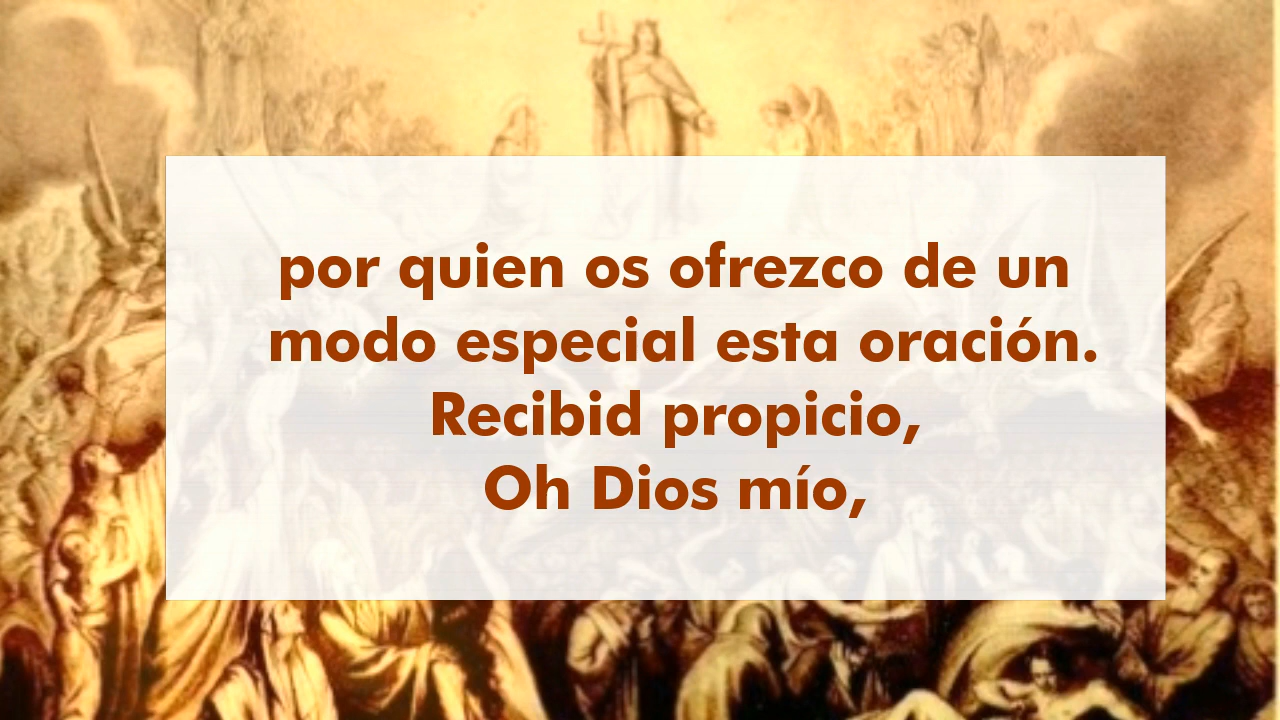 por quien os ofrezco de un
modo especial esta oración.
Recibid propicio,
Oh Dios mío,